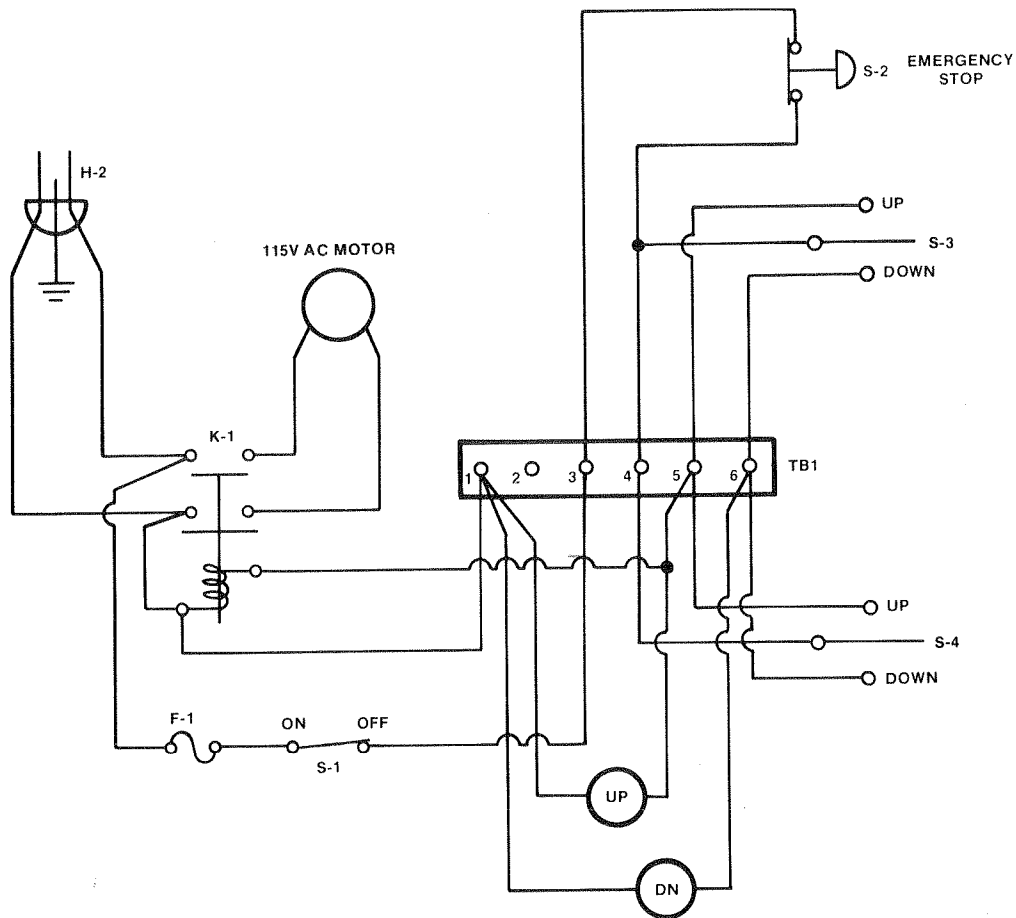 S-2
EMERGENCY
STOP
H-2
UP
S-3
DOWN
115V AC MOTOR
K-1
1
2
3
4
5
6
TB1
UP
S-4
DOWN
F-1
ON
OFF
S-1
UP
DN